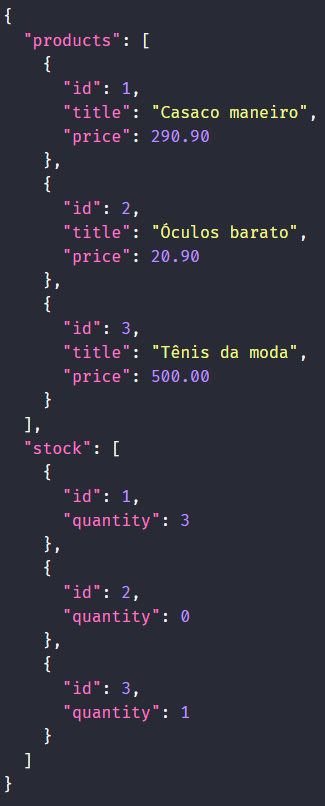 {
  "products": [
    {
      "id": 1,
      "title": "Casaco maneiro",
      "price": 290.90
    },
    {
      "id": 2,
      "title": "Óculos barato",
      "price": 20.90
    },
    {
      "id": 3,
      "title": "Tênis da moda",
      "price": 500.00
    }
  ],
  "stock": [
    {
      "id": 1,
      "quantity": 3
    },
    {
      "id": 2,
      "quantity": 0
    },
    {
      "id": 3,
      "quantity": 1
    }
  ]
}